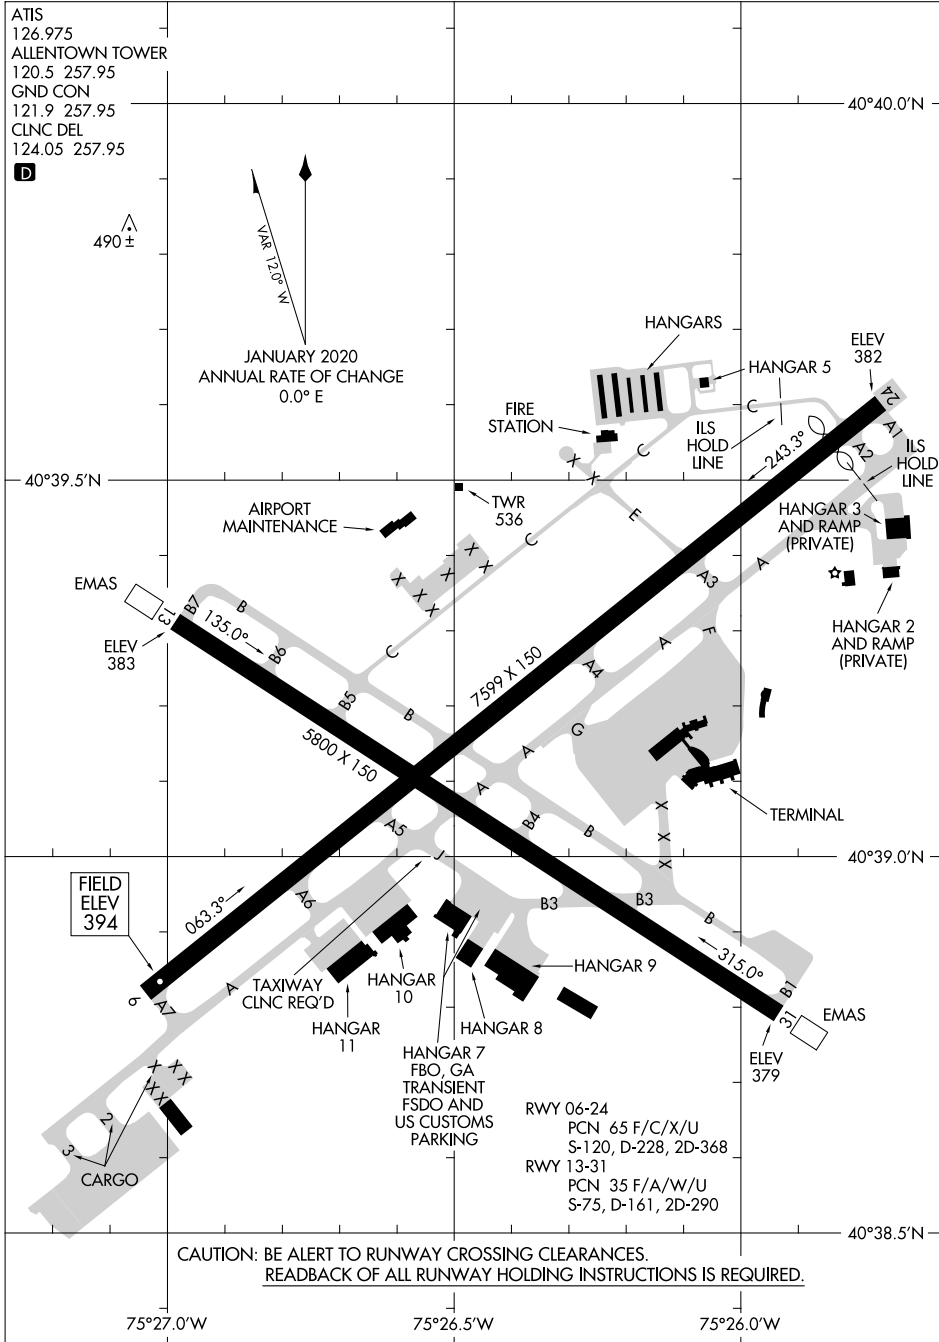 ATIS
126.975
ALLENTOWN TOWER
120.5 257.95
GND CON
121.9 257.95
CLNC DEL
124.05 257.95
D
40°40.0'N
490 ±
VAR 12.0° W
JANUARY 2020
ANNUAL RATE OF CHANGE
0.0° E
HANGARS
ELEV
382
HANGAR 5
24
C
FIRE
STATION
A1
ILS
HOLD
LINE
243.3°
A2
ILS
HOLD
LINE
C
X
X
40°39.5'N
TWR
536
HANGAR 3
AND RAMP
(PRIVATE)
AIRPORT
MAINTENANCE
E
C
X
X
X
X
X
X
A
A3
EMAS
13
B7
B
135.0°
ELEV
383
B6
F
HANGAR 2
AND RAMP
(PRIVATE)
C
A
A4
7599 X 150
B5
B
G
A
5800 X 150
A
X
X
X
TERMINAL
A5
B4
B
J
40°39.0'N
FIELD
ELEV
394
063.3°
A6
B3
B3
B
315.0°
TAXIWAY
CLNC REQ'D
HANGAR
10
HANGAR 9
A
6
A7
B1
31
EMAS
HANGAR
11
HANGAR 8
ELEV
379
HANGAR 7
FBO, GA
TRANSIENT
FSDO AND
US CUSTOMS
PARKING
X
X
X
X
X
2
3
CARGO
RWY 06-24
PCN 65 F/C/X/U
S-120, D-228, 2D-368
RWY 13-31
PCN 35 F/A/W/U
S-75, D-161, 2D-290
40°38.5'N
CAUTION: BE ALERT TO RUNWAY CROSSING CLEARANCES.
READBACK OF ALL RUNWAY HOLDING INSTRUCTIONS IS REQUIRED.
75°27.0'W
75°26.5'W
75°26.0'W